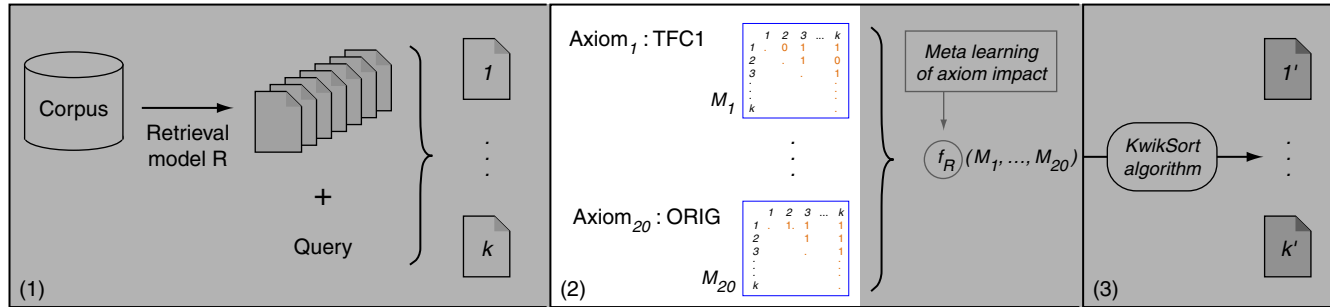 Corpus
Retrieval
model R
+
Query
1
.
.
.
k
(1)
Axiom1 : TFC1
1 2 3 ... k
1 . 0 1 1
2 . 1 0
3 . 1
. .
. .
. .
k .
M1
.
.
.
Axiom20 : ORIG
1 2 3 ... k
1 . 1. 1 1
2 1 1
3 . 1
. .
. .
. .
k .
M20
(2)
Meta learning
of axiom impact
fR (M1, ..., M20)
KwikSort
algorithm
1'
.
.
.
k'
(3)